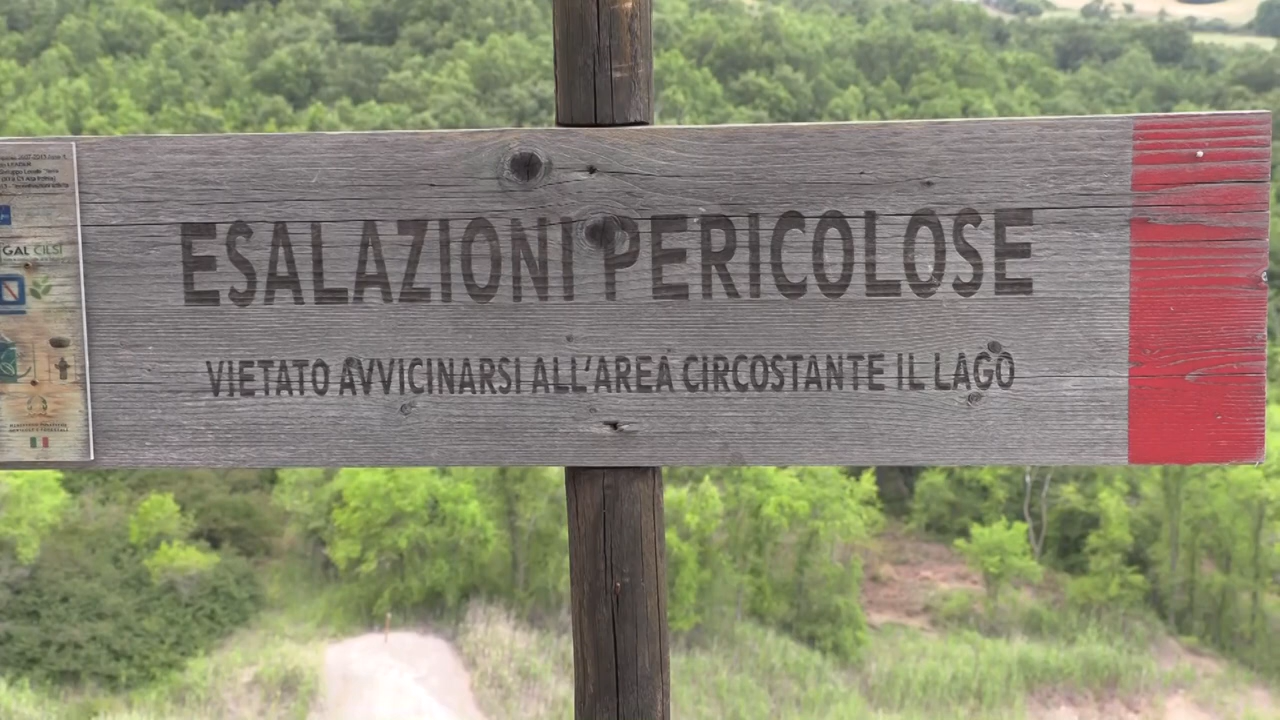 GAL CILSI
ESALAZIONI PERICOLOSE
VIETATO AVVICINARSI ALL'AREA CIRCOSTANTE IL LAGO